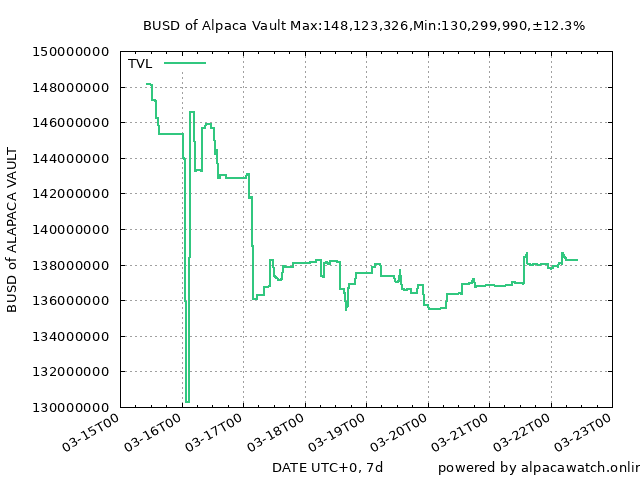 BUSD of Alpaca Vault Max:148,123,326,Min:130,299,990,±12.3%
TVL
150000000
148000000
146000000
144000000
142000000
140000000
138000000
136000000
134000000
132000000
130000000
BUSD of ALAPACA VAULT
03-15T00
03-16T00
03-17T00
03-18T00
03-19T00
03-20T00
03-21T00
03-22T00
03-23T00
DATE UTC+0, 7d
powered by alpacawatch.onlin